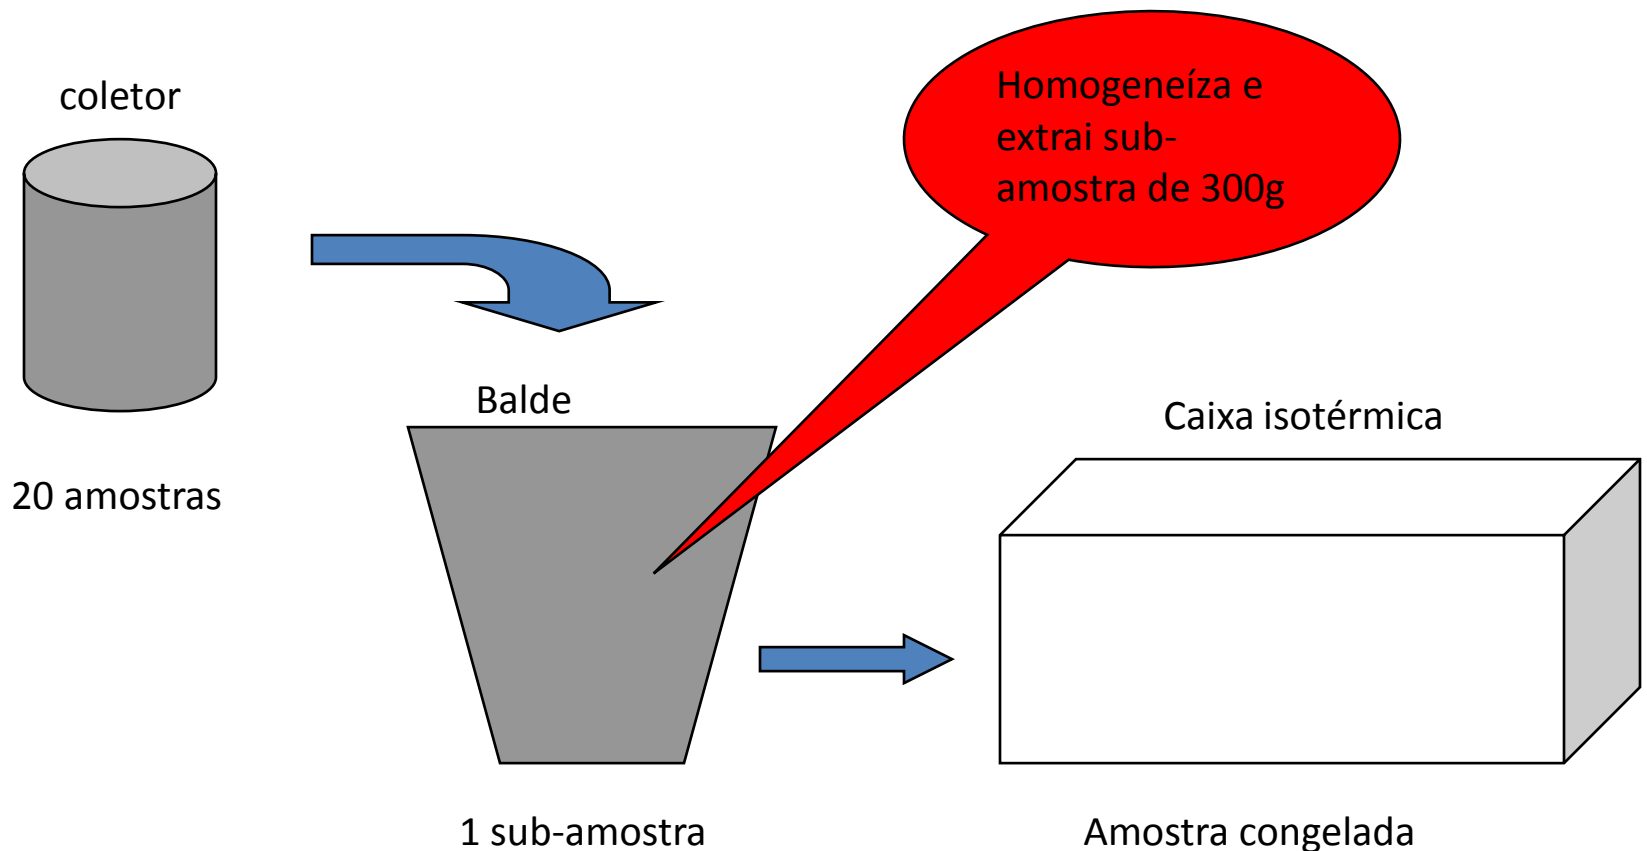 coletor
20 amostras
Balde
1 sub-amostra
Homogeneíza e
extrai sub-
amostra de 300g
Caixa isotérmica
Amostra congelada